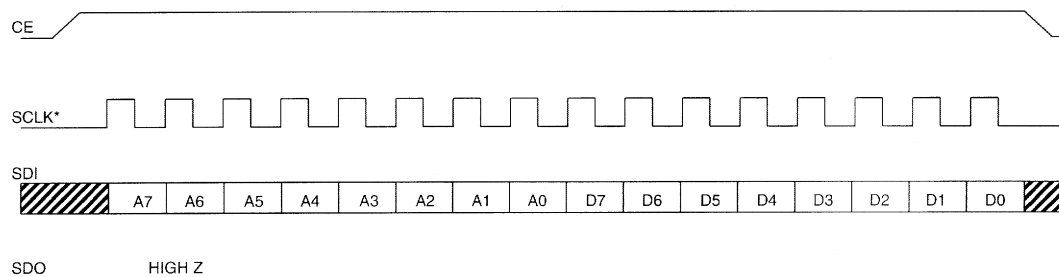 CE
SCLK*
SDI
A7 A6 A5 A4 A3 A2 A1 A0 D7 D6 D5 D4 D3 D2 D1 D0
SDO HIGH Z